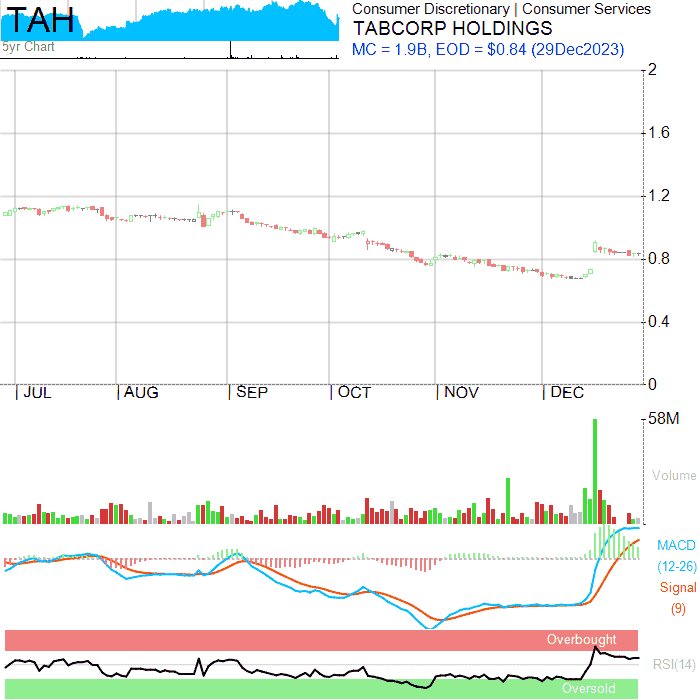 TAH
5yr Chart
Consumer Discretionary | Consumer Services
TABCORP HOLDINGS
MC = 1.9B, EOD = $0.84 (29Dec2023)
2
1.6
1.2
0.8
0.4
0
JUL AUG SEP OCT NOV DEC
58M
Volume
MACD
(12-26)
Signal
(9)
Overbought
RSI(14)
Oversold